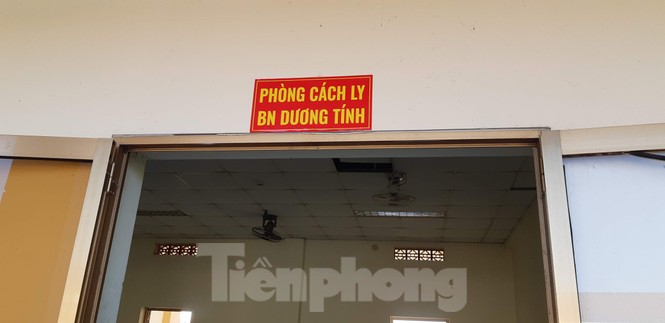 PHÒNG CÁCH LY
BN DƯƠNG TÍNH
Tiền phong